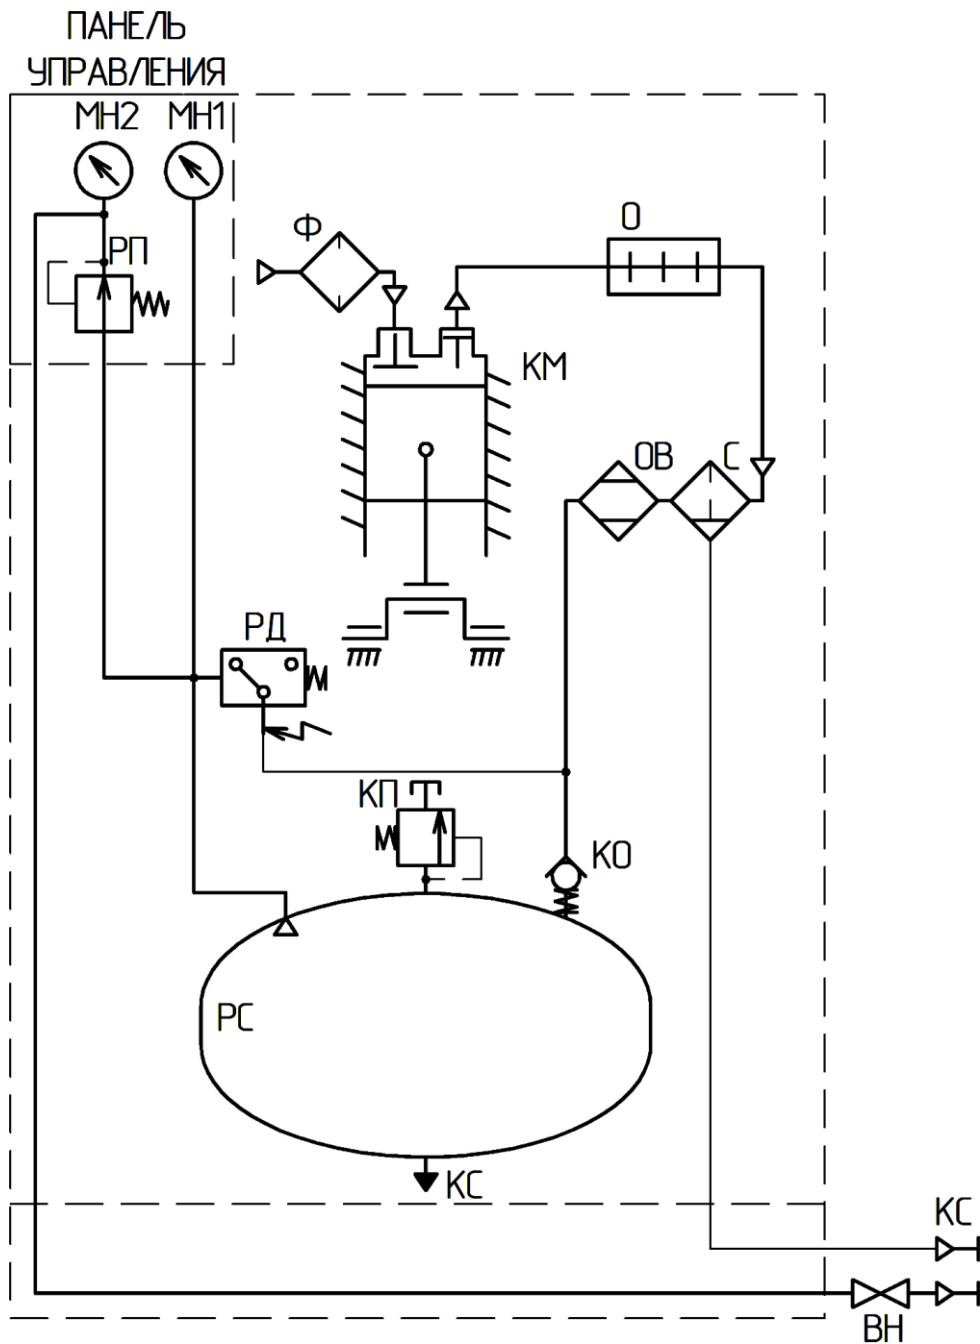 ПАНЕЛЬ
УПРАВЛЕНИЯ
МН2 МН1
РП
Ф
О
КМ
ОВ С
РД
КП
КО
РС
КС
КС
ВН